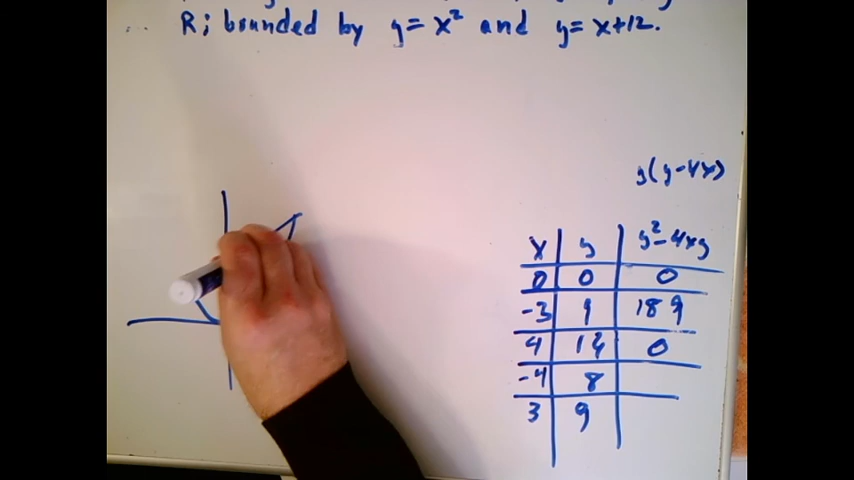 R; bounded by y = x² and y = x+12.
y(y-4x)
x y y²-4xy
0 0 0
-3 9 189
4 16 0
-4 8
3 9